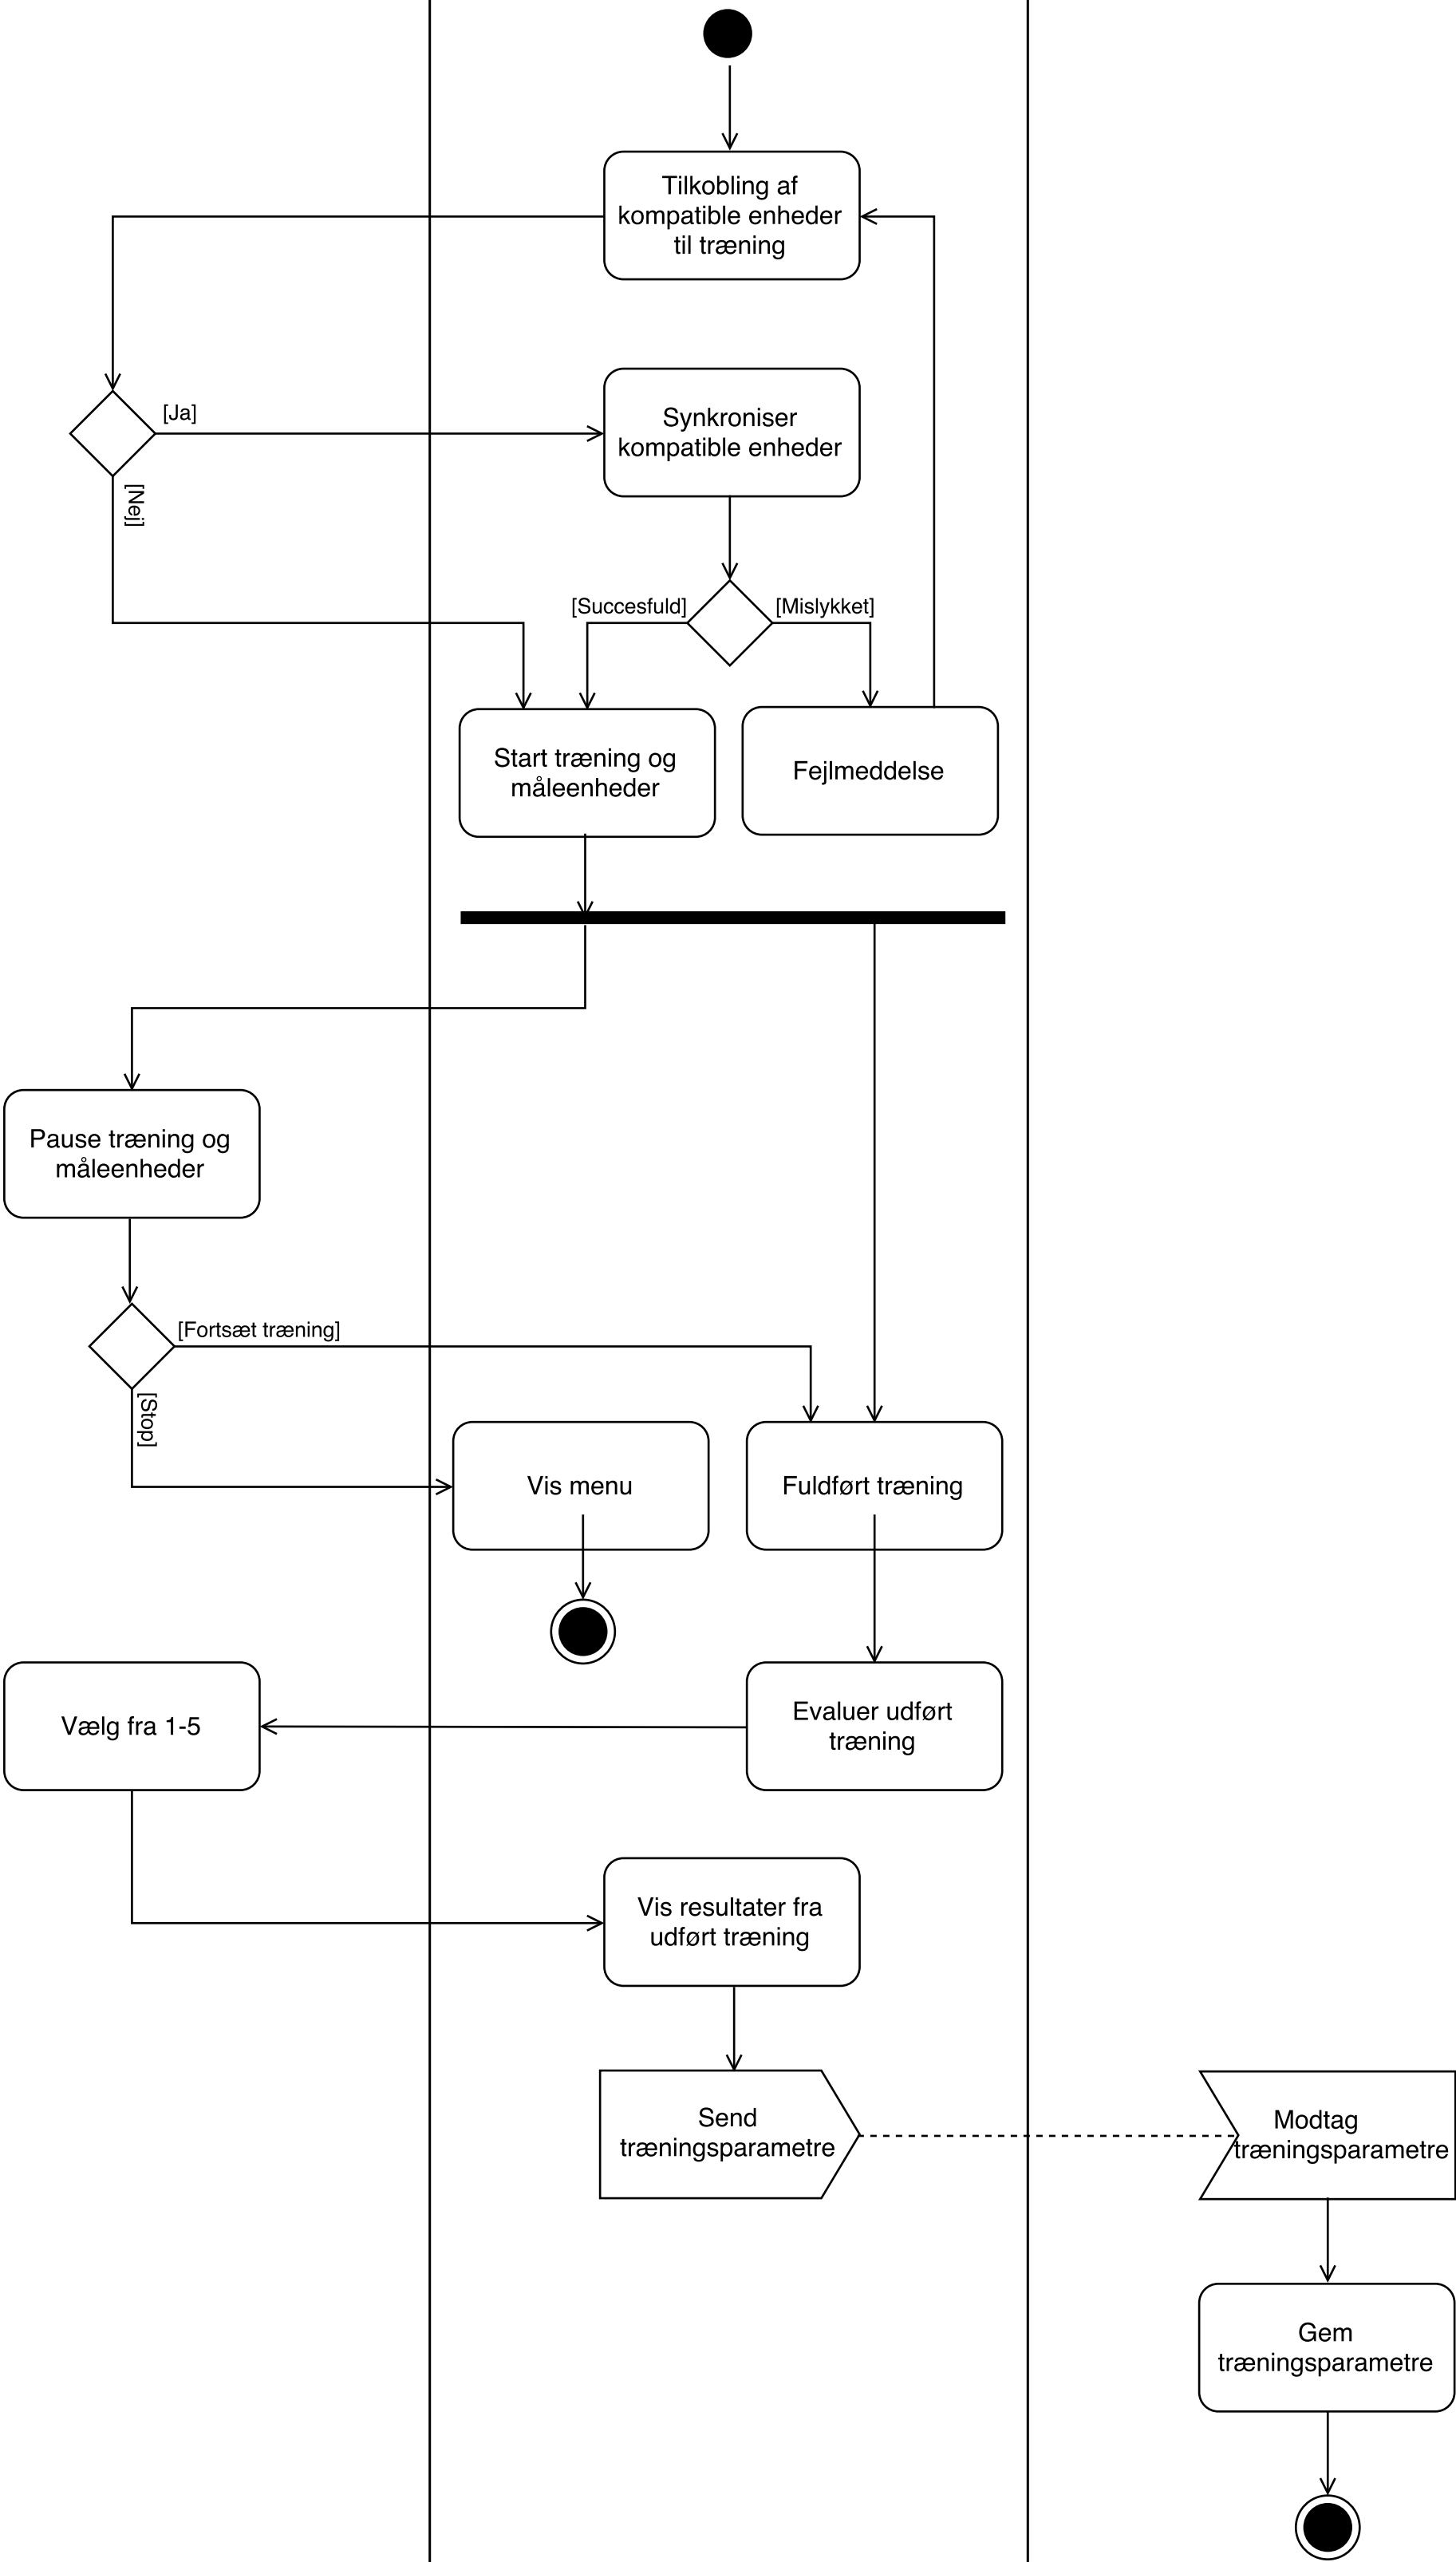 Tilkobling af
kompatible enheder
til træning
[Ja]
Synkroniser
kompatible enheder
[Nej]
[Succesfuld]
[Mislykket]
Start træning og
måleenheder
Fejlmeddelse
Pause træning og
måleenheder
[Fortsæt træning]
[Stop]
Vis menu
Fuldført træning
Vælg fra 1-5
Evaluer udført
træning
Vis resultater fra
udført træning
Send
træningsparametre
Modtag
træningsparametre
Gem
træningsparametre